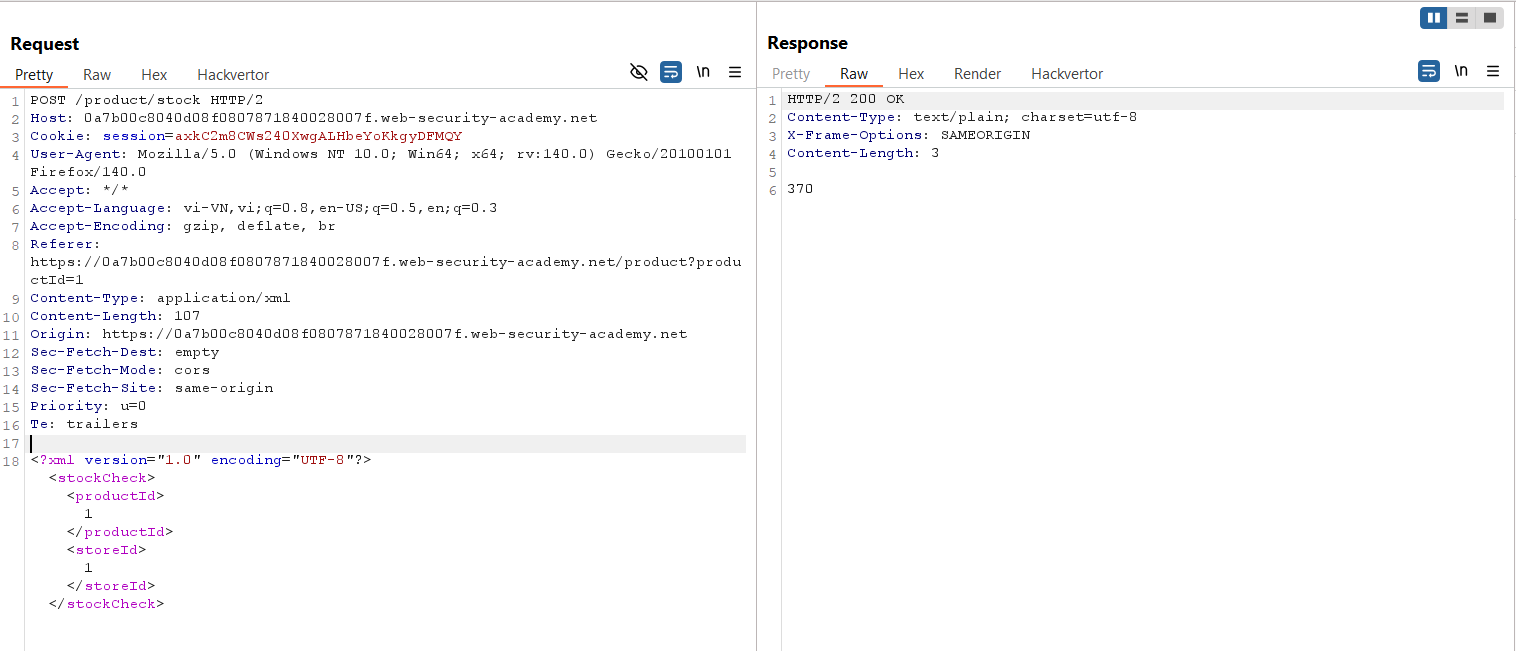 Request
Pretty Raw Hex Hackvertor \n
1 POST /product/stock HTTP/2
2 Host: 0a7b00c8040d08f0807871840028007f.web-security-academy.net
3 Cookie: session=axkC2m8CWs240XwgALHbeYoKkgyDFMQY
4 User-Agent: Mozilla/5.0 (Windows NT 10.0; Win64; x64; rv:140.0) Gecko/20100101
Firefox/140.0
5 Accept: */*
6 Accept-Language: vi-VN,vi;q=0.8,en-US;q=0.5,en;q=0.3
7 Accept-Encoding: gzip, deflate, br
8 Referer:
https://0a7b00c8040d08f0807871840028007f.web-security-academy.net/product?produ
ctId=1
9 Content-Type: application/xml
10 Content-Length: 107
11 Origin: https://0a7b00c8040d08f0807871840028007f.web-security-academy.net
12 Sec-Fetch-Dest: empty
13 Sec-Fetch-Mode: cors
14 Sec-Fetch-Site: same-origin
15 Priority: u=0
16 Te: trailers
17
18 <?xml version="1.0" encoding="UTF-8"?>
<stockCheck>
<productId>
1
</productId>
<storeId>
1
</storeId>
</stockCheck>
Response
Pretty Raw Hex Render Hackvertor \n
1 HTTP/2 200 OK
2 Content-Type: text/plain; charset=utf-8
3 X-Frame-Options: SAMEORIGIN
4 Content-Length: 3
5
6 370